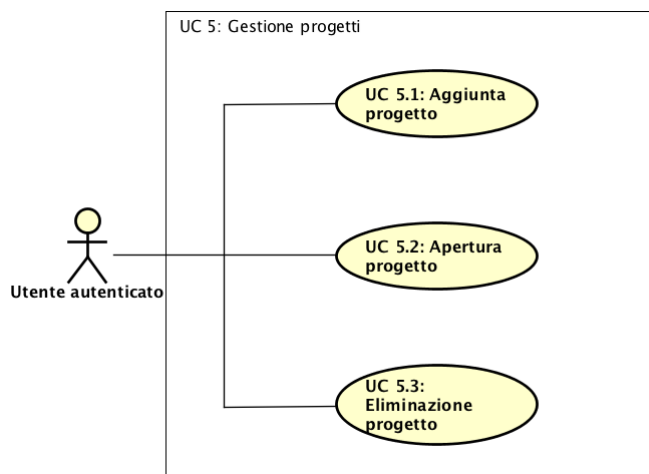 UC 5: Gestione progetti
UC 5.1: Aggiunta
progetto
UC 5.2: Apertura
progetto
Utente autenticato
UC 5.3:
Eliminazione
progetto